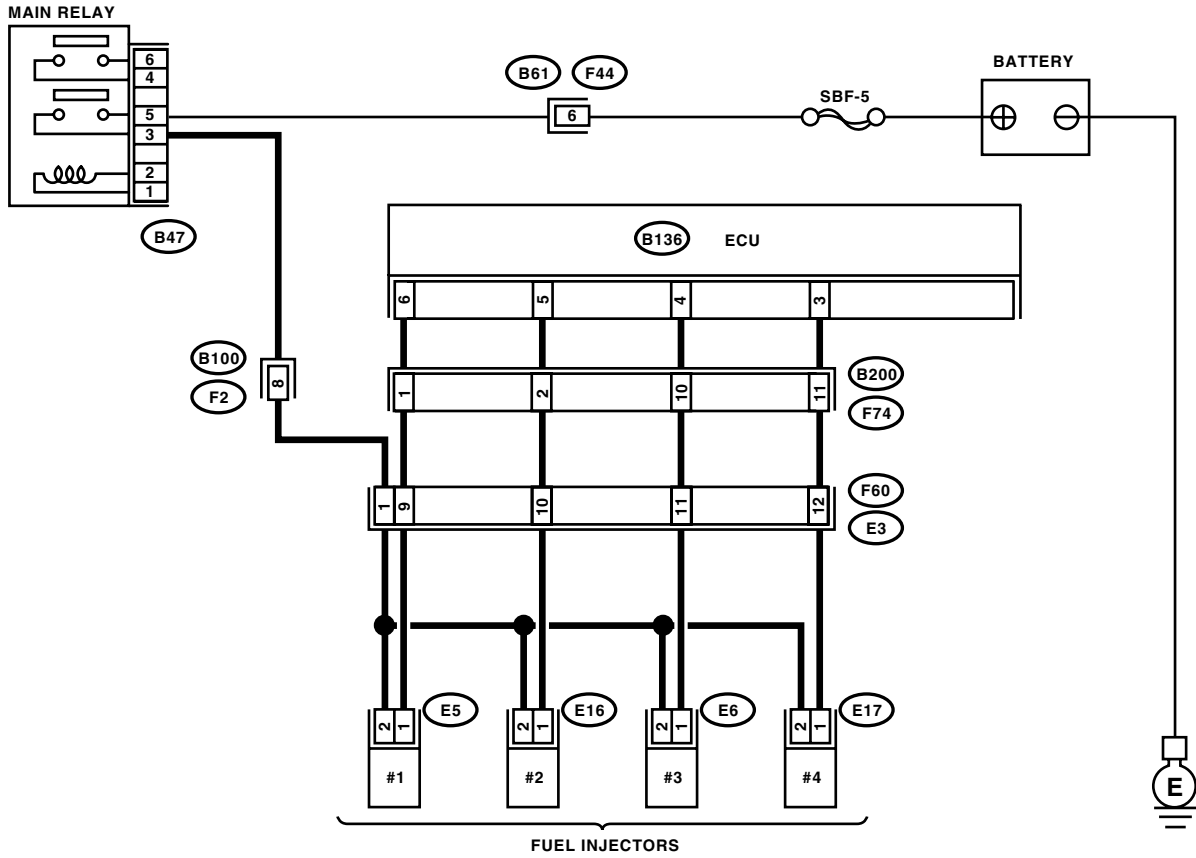 MAIN RELAY
6
4
5
3
2
1
B47
B61
F44
6
SBF-5
BATTERY
B136
ECU
6
5
4
3
B100
F2
8
1
2
10
11
B200
F74
1
9
10
11
12
F60
E3
2
1
E5
2
1
E16
2
1
E6
2
1
E17
#1
#2
#3
#4
E
FUEL INJECTORS